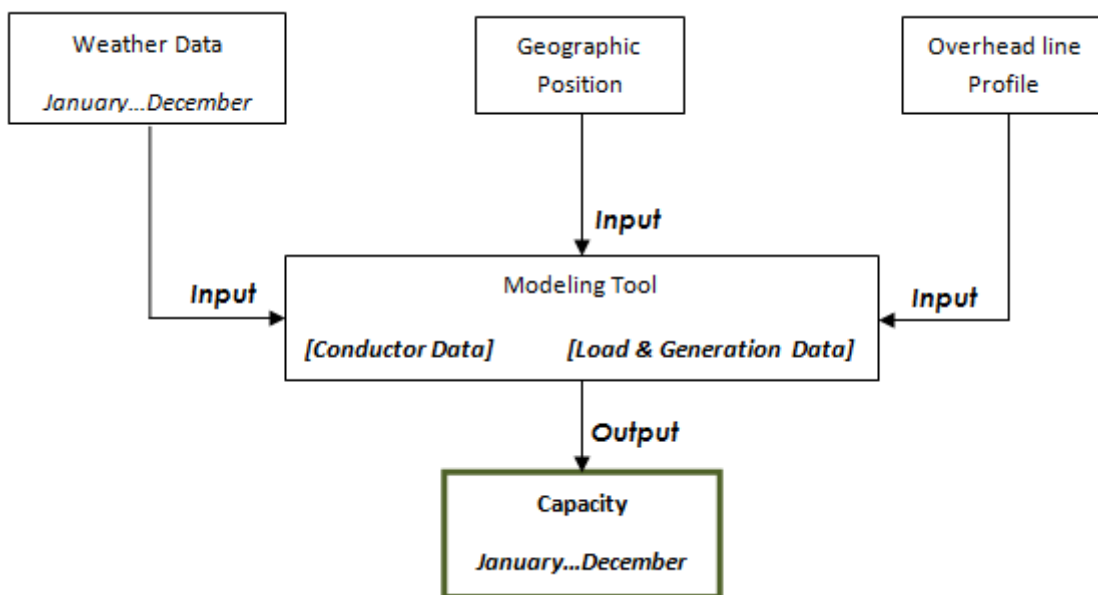 Weather Data
January...December
Geographic
Position
Overhead line
Profile
Input
Input
Input
Modeling Tool
[Conductor Data] [Load & Generation Data]
Output
Capacity
January...December